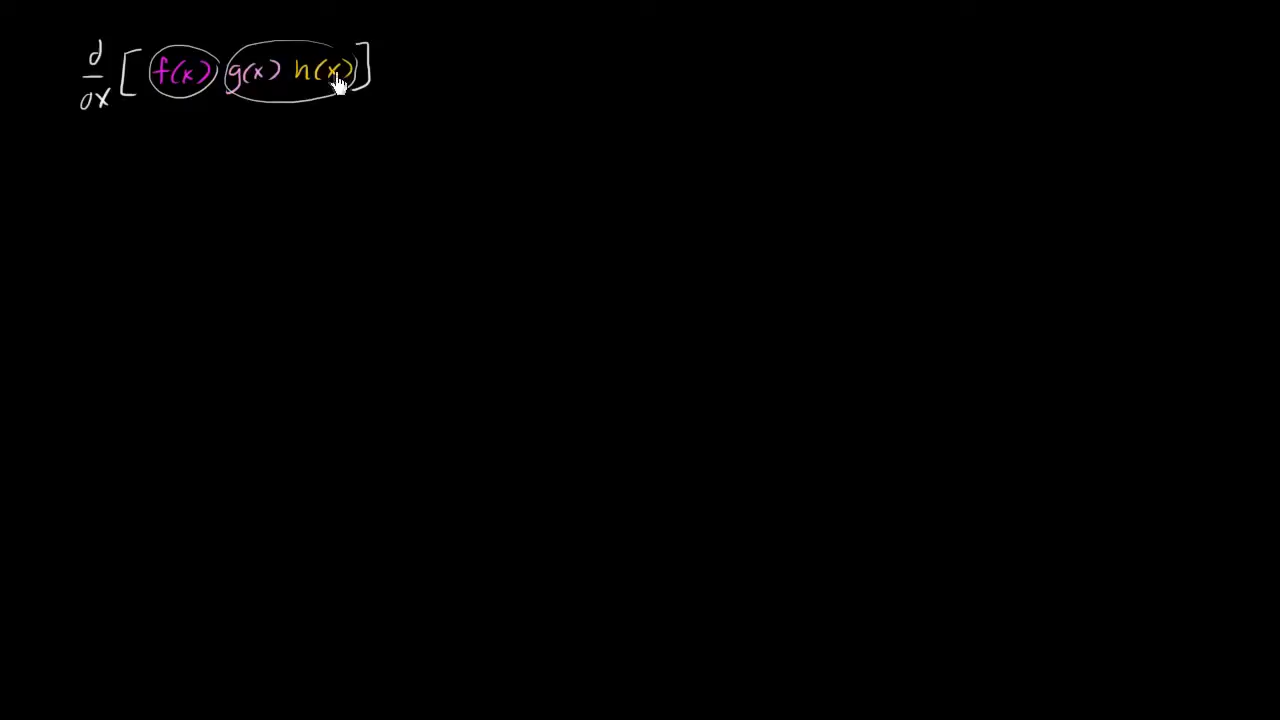 d/dx [ f(x) g(x) h(x) ]